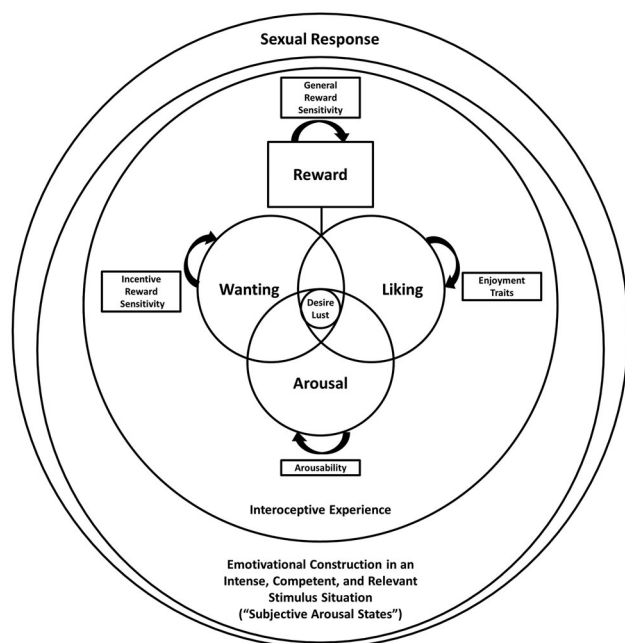 Sexual Response
General
Reward
Sensitivity
Reward
Incentive
Reward
Sensitivity
Wanting
Desire
Lust
Liking
Enjoyment
Traits
Arousal
Arousability
Interoceptive Experience
Emotivational Construction in an
Intense, Competent, and Relevant
Stimulus Situation
(“Subjective Arousal States”)